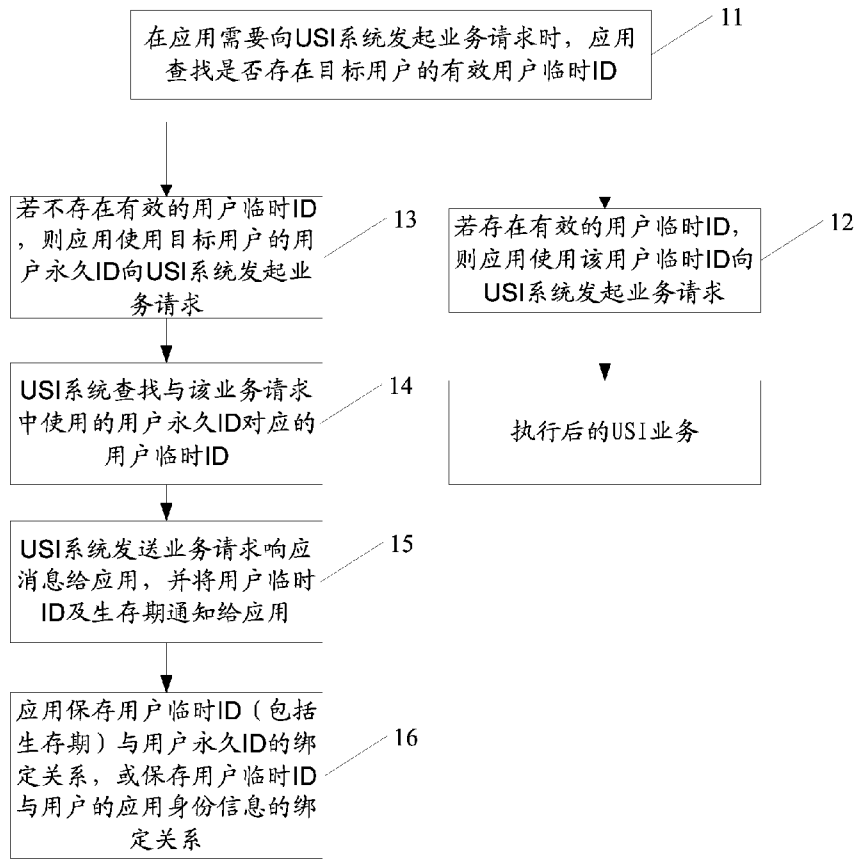 在应用需要向USI系统发起业务请求时，应用
查找是否存在目标用户的有效用户临时ID
11
若不存在有效的用户临时ID
，则应用使用目标用户的用
户永久ID向USI系统发起业
务请求
13
若存在有效的用户临时ID，
则应用使用该用户临时ID向
USI系统发起业务请求
12
USI系统查找与该业务请求
中使用的用户永久ID对应的
用户临时ID
14
执行后的USI业务
USI系统发送业务请求响应
消息给应用，并将用户临时
ID及生存期通知给应用
15
应用保存用户临时ID（包括
生存期）与用户永久ID的绑
定关系，或保存用户临时ID
与用户的应用身份信息的绑
定关系
16